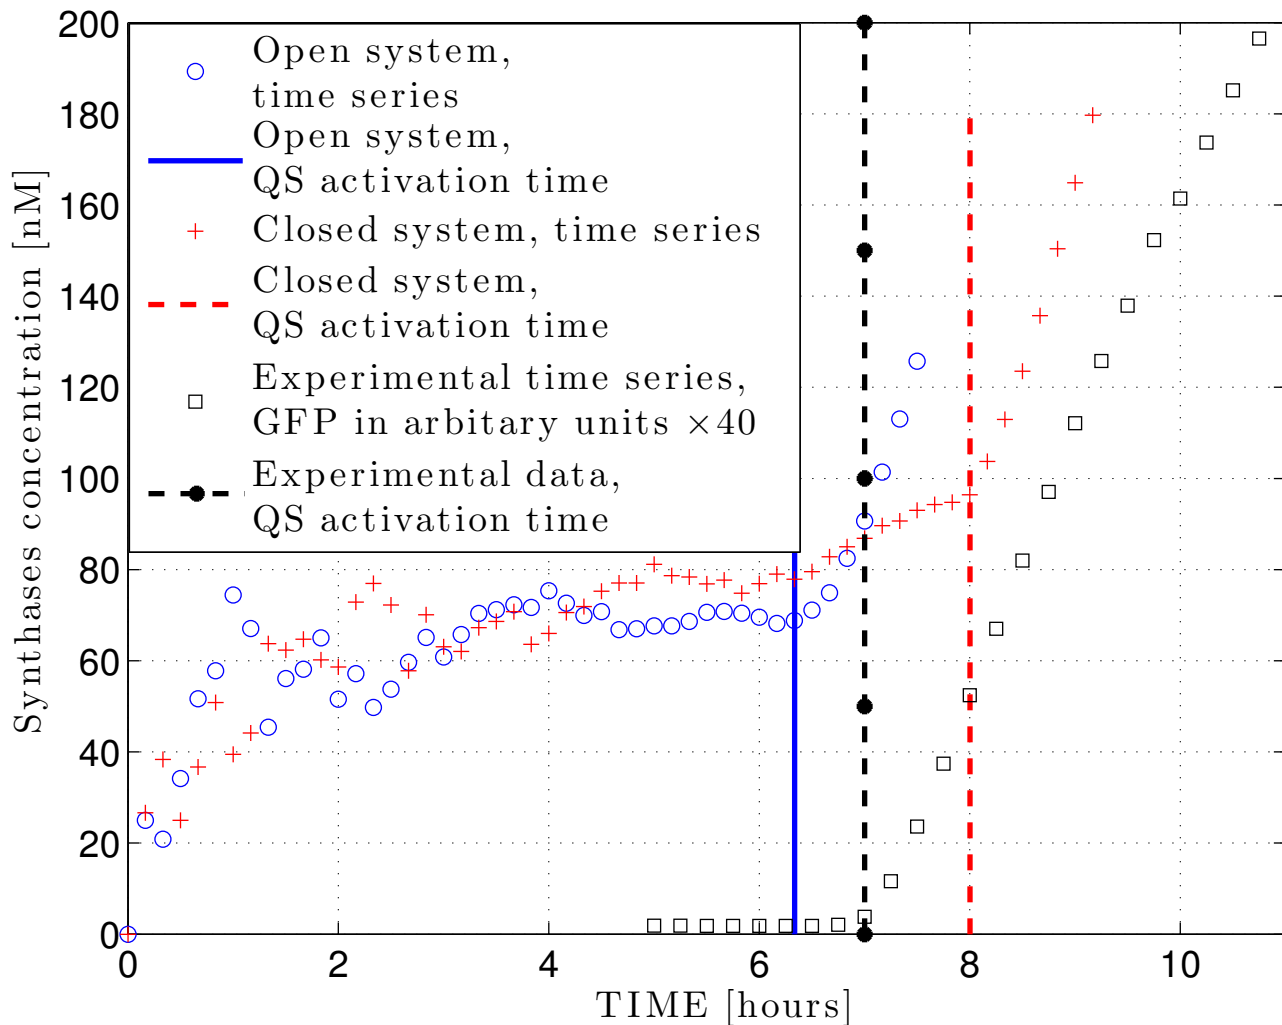 200
180
160
140
120
100
80
60
40
20
0
Synthases concentration [nM]
Open system,
time series
Open system,
QS activation time
Closed system, time series
Closed system,
QS activation time
Experimental time series,
GFP in arbitary units ×40
Experimental data,
QS activation time
0 2 4 6 8 10
TIME [hours]